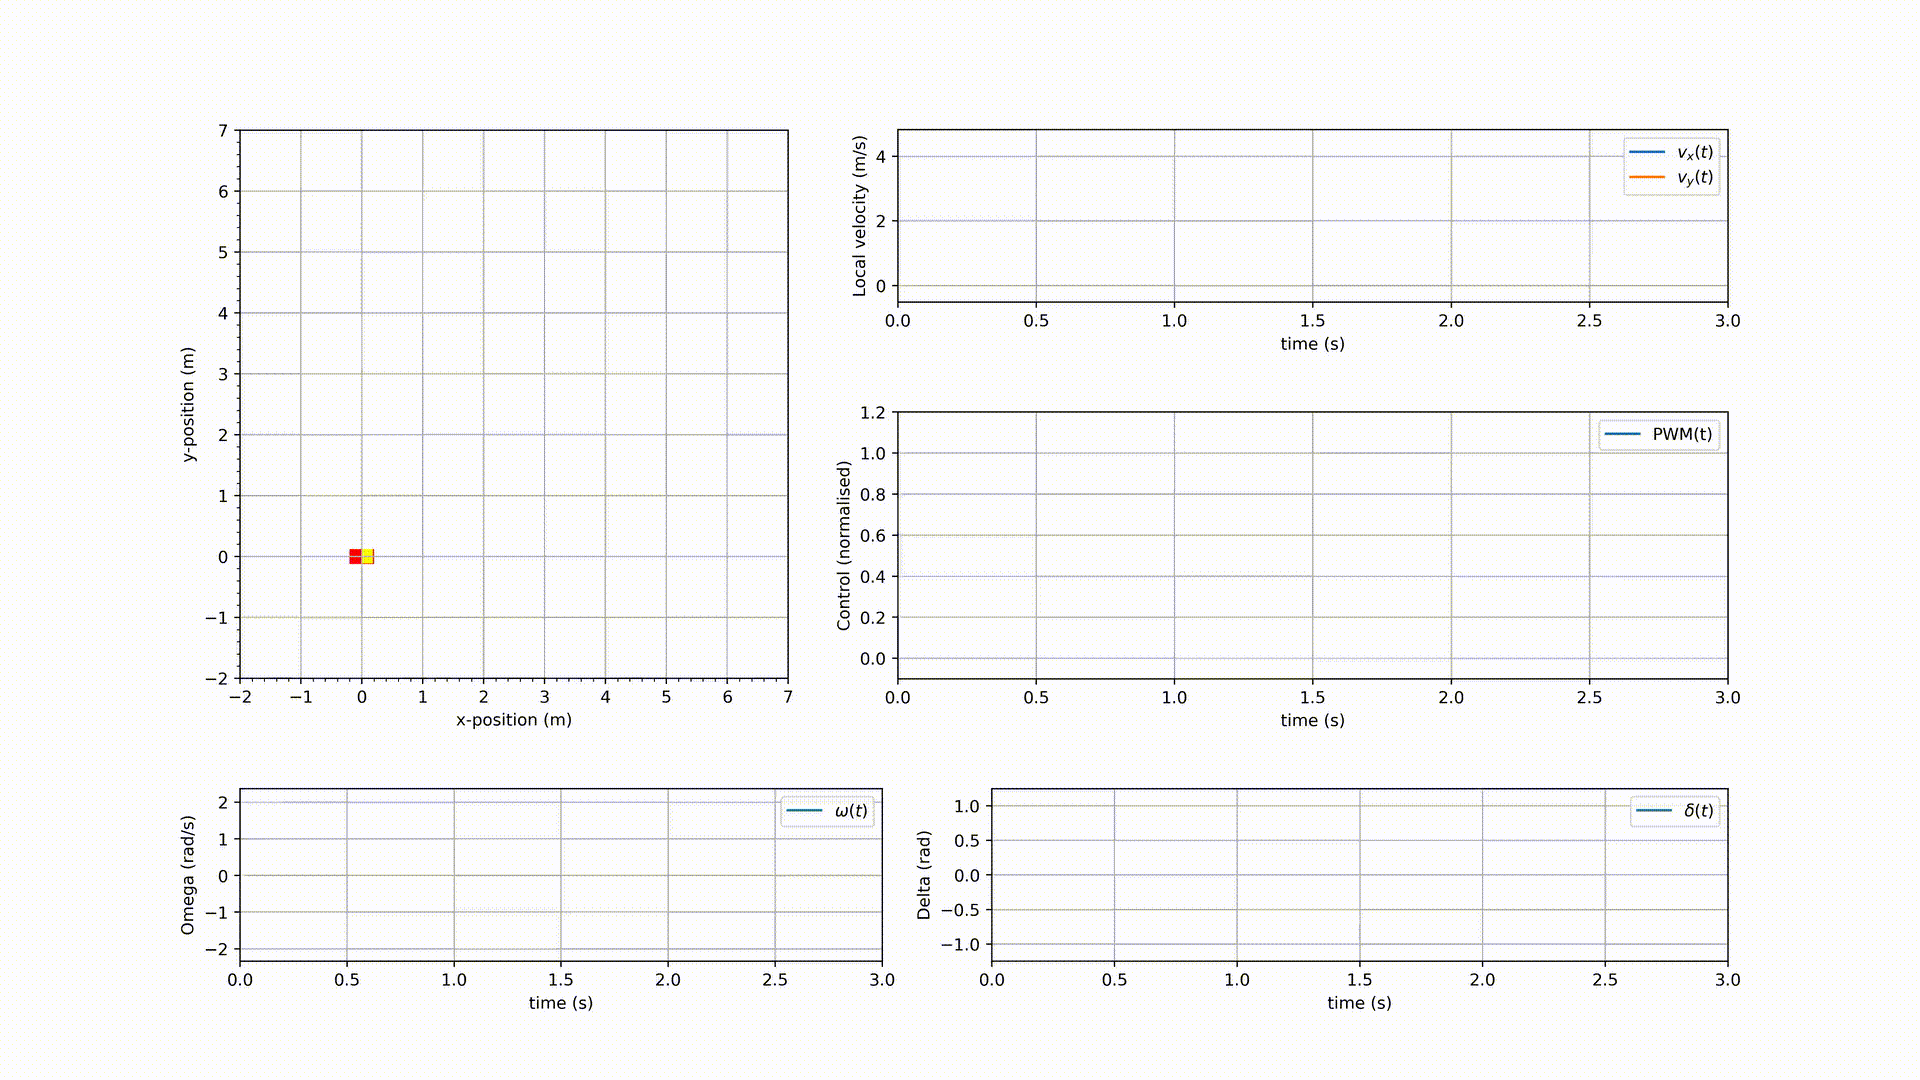 7
6
5
4
3
2
1
0
−1
−2
y-position (m)
−2 −1 0 1 2 3 4 5 6 7
x-position (m)
4
2
0
Local velocity (m/s)
v_x(t)
v_y(t)
0.0 0.5 1.0 1.5 2.0 2.5 3.0
time (s)
1.2
1.0
0.8
0.6
0.4
0.2
0.0
Control (normalised)
PWM(t)
0.0 0.5 1.0 1.5 2.0 2.5 3.0
time (s)
2
1
0
−1
−2
Omega (rad/s)
ω(t)
0.0 0.5 1.0 1.5 2.0 2.5 3.0
time (s)
1.0
0.5
0.0
−0.5
−1.0
Delta (rad)
δ(t)
0.0 0.5 1.0 1.5 2.0 2.5 3.0
time (s)